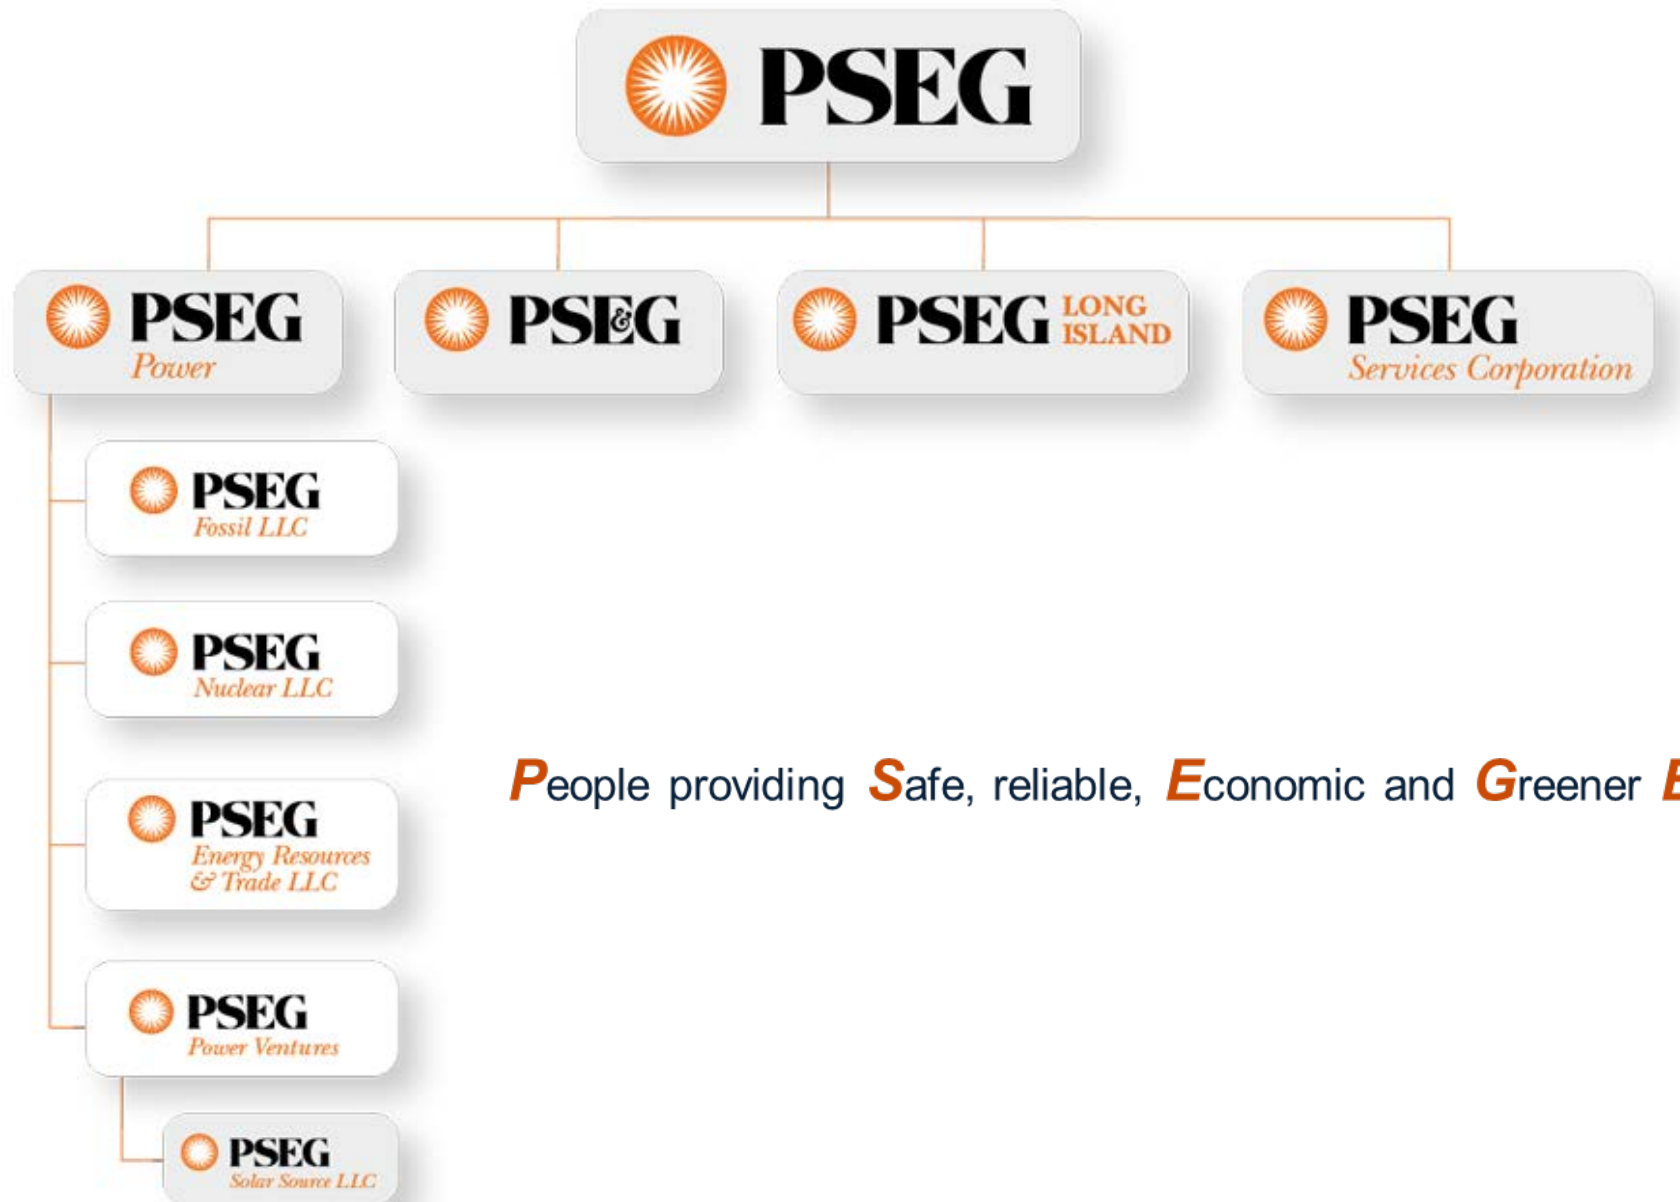 PSEG
PSEG
Power
PSE&G
PSEG LONG
ISLAND
PSEG
Services Corporation
PSEG
Fossil LLC
PSEG
Nuclear LLC
PSEG
Energy Resources
& Trade LLC
PSEG
Power Ventures
PSEG
Solar Source LLC
People providing Safe, reliable, Economic and Greener